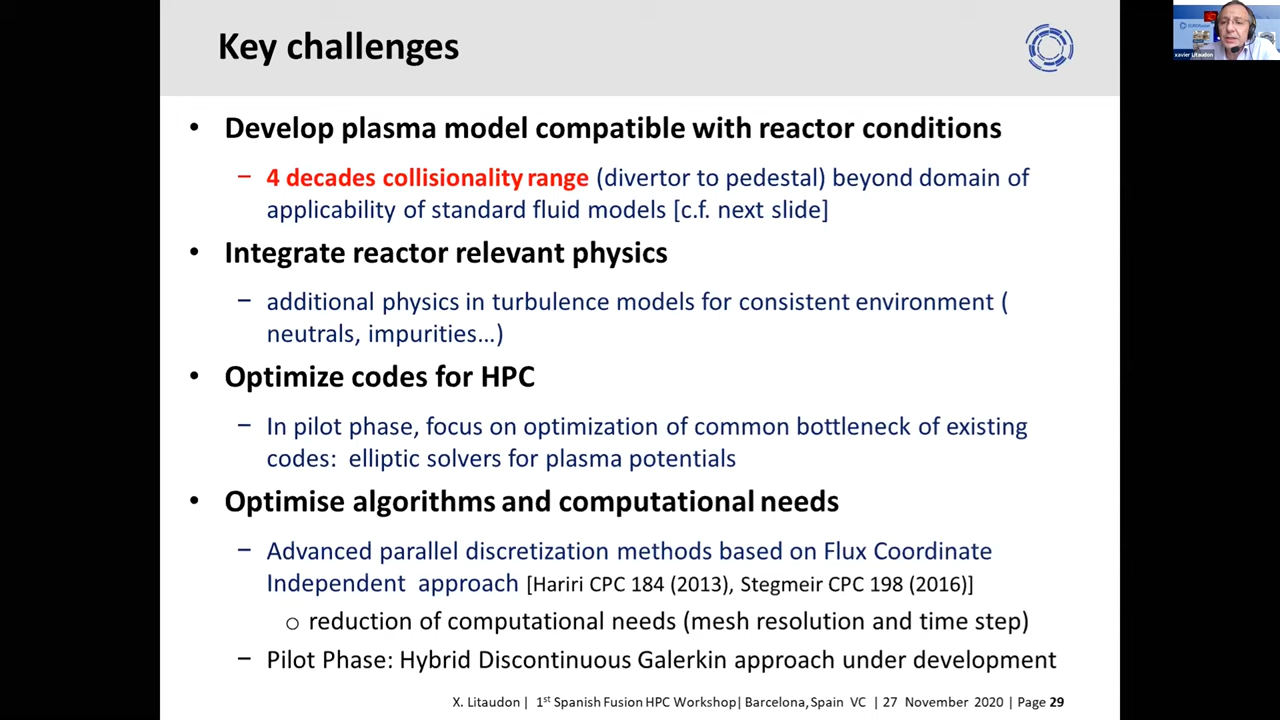 Key challenges
• Develop plasma model compatible with reactor conditions
− 4 decades collisionality range (divertor to pedestal) beyond domain of
applicability of standard fluid models [c.f. next slide]
• Integrate reactor relevant physics
− additional physics in turbulence models for consistent environment (
neutrals, impurities…)
• Optimize codes for HPC
− In pilot phase, focus on optimization of common bottleneck of existing
codes: elliptic solvers for plasma potentials
• Optimise algorithms and computational needs
− Advanced parallel discretization methods based on Flux Coordinate
Independent approach [Hariri CPC 184 (2013), Stegmeir CPC 198 (2016)]
o reduction of computational needs (mesh resolution and time step)
− Pilot Phase: Hybrid Discontinuous Galerkin approach under development
X. Litaudon | 1st Spanish Fusion HPC Workshop| Barcelona, Spain VC | 27 November 2020 | Page 29
xavier Litaudon